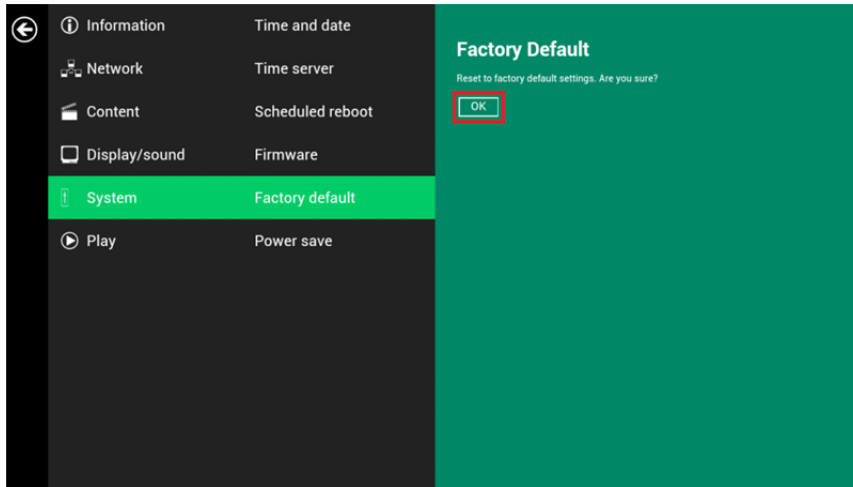 Information
Network
Content
Display/sound
System
Play
Time and date
Time server
Scheduled reboot
Firmware
Factory default
Power save
Factory Default
Reset to factory default settings. Are you sure?
OK